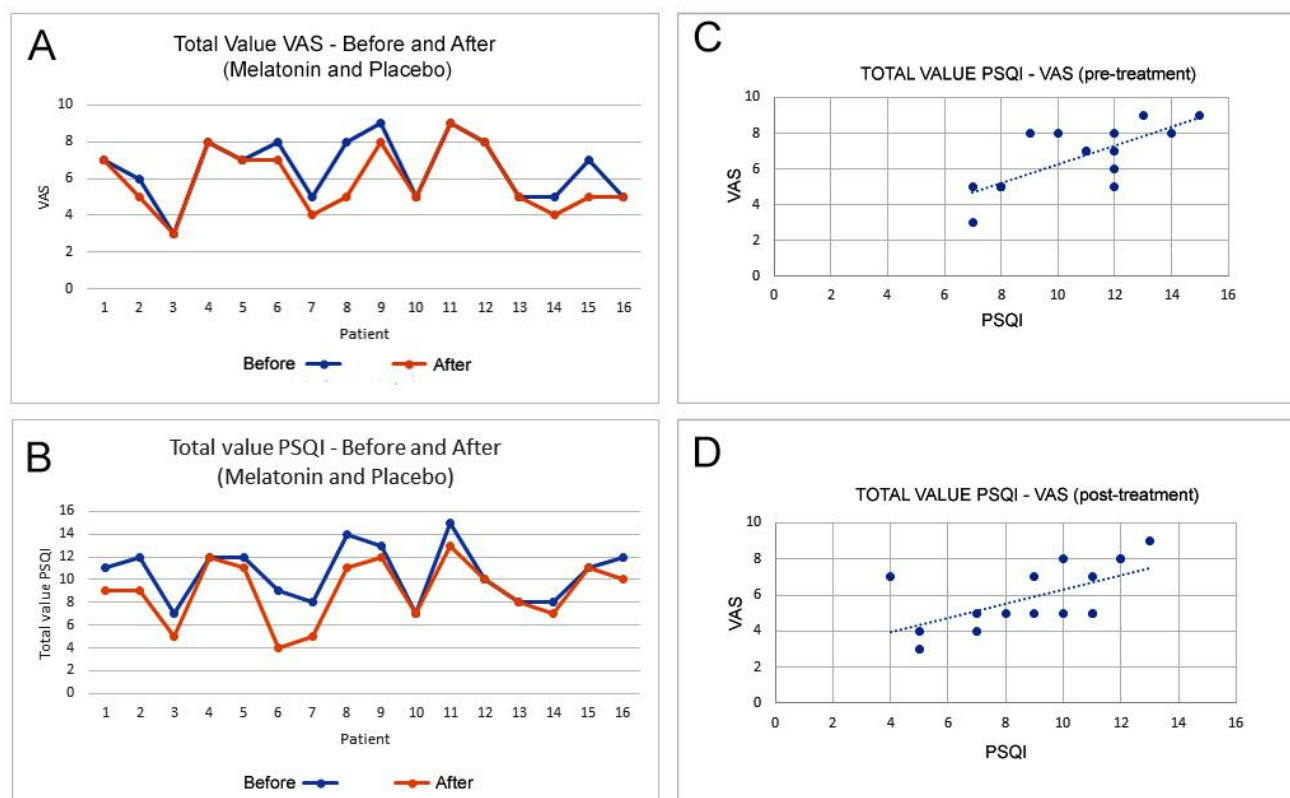 A
Total Value VAS - Before and After
(Melatonin and Placebo)
10
8
6
4
2
0
VAS
1 2 3 4 5 6 7 8 9 10 11 12 13 14 15 16
Patient
Before After
B
Total value PSQI - Before and After
(Melatonin and Placebo)
16
14
12
10
8
6
4
2
0
Total value PSQI
1 2 3 4 5 6 7 8 9 10 11 12 13 14 15 16
Patient
Before After
C
TOTAL VALUE PSQI - VAS (pre-treatment)
10
8
6
4
2
0
VAS
0 2 4 6 8 10 12 14 16
PSQI
D
TOTAL VALUE PSQI - VAS (post-treatment)
10
8
6
4
2
0
VAS
0 2 4 6 8 10 12 14 16
PSQI